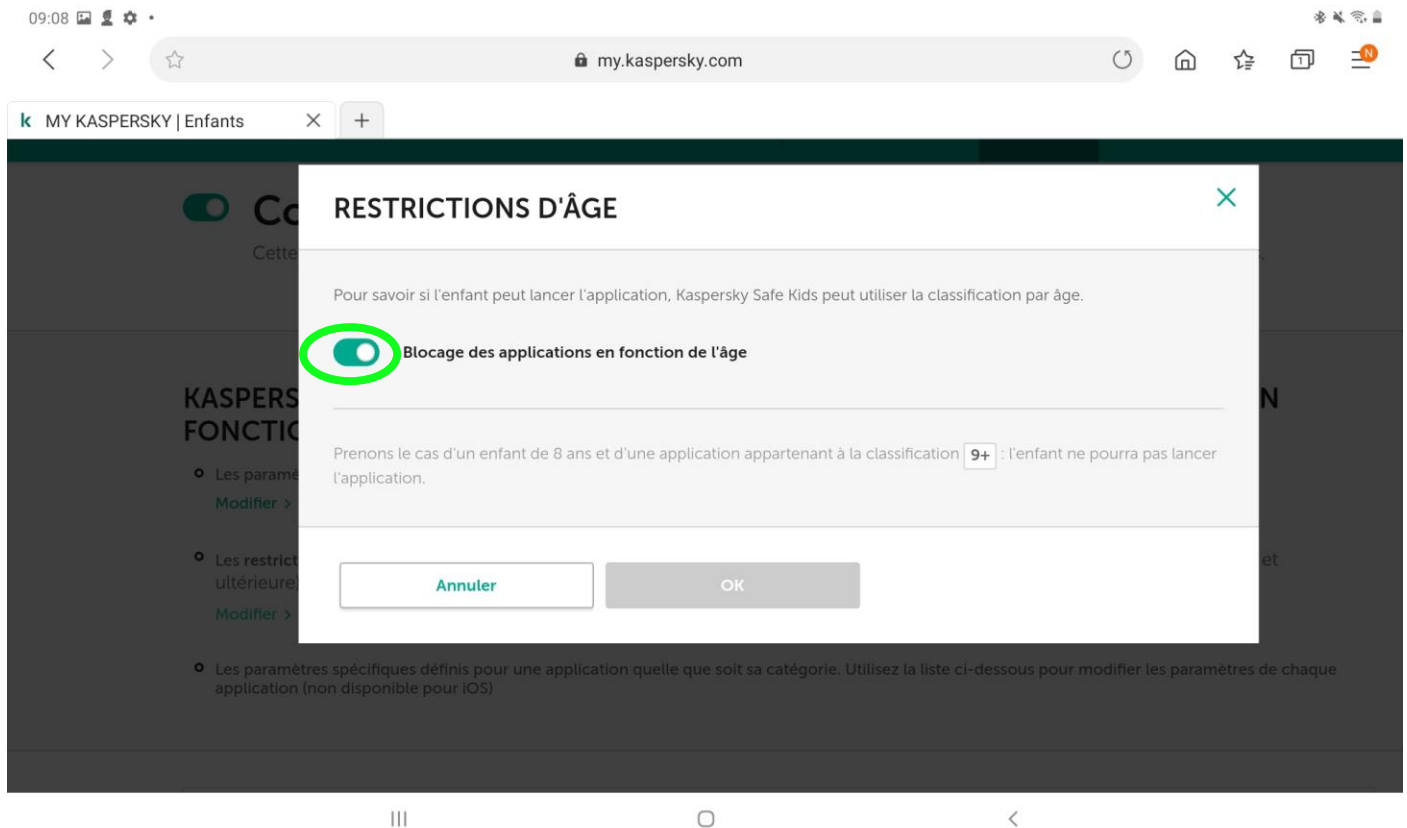 09:08
my.kaspersky.com
1
N
k MY KASPERSKY | Enfants
Co
RESTRICTIONS D'ÂGE
Cette
Pour savoir si l'enfant peut lancer l'application, Kaspersky Safe Kids peut utiliser la classification par âge.
Blocage des applications en fonction de l'âge
KASPERS
N
FONCTIO
Prenons le cas d'un enfant de 8 ans et d'une application appartenant à la classification 9+ : l'enfant ne pourra pas lancer
l'application.
Les paramè
Modifier >
Les restrict
et
ultérieure)
Annuler
OK
Modifier >
Les paramètres spécifiques définis pour une application quelle que soit sa catégorie. Utilisez la liste ci-dessous pour modifier les paramètres de chaque
application (non disponible pour iOS)